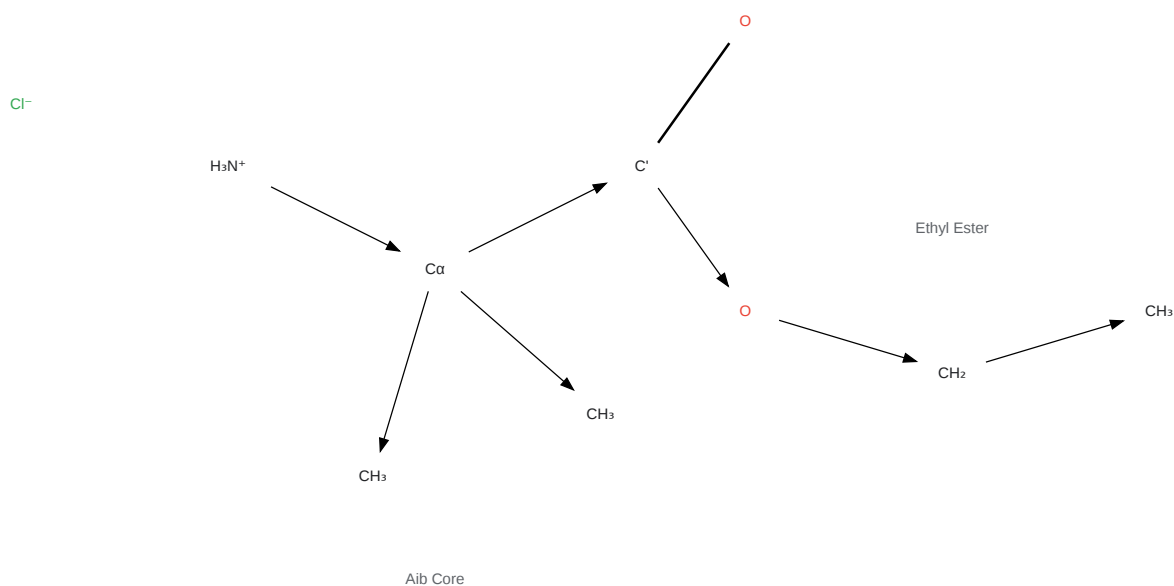 O
Cl⁻
H₃N⁺
C'
Ethyl Ester
Cα
O
CH₃
CH₂
CH₃
CH₃
Aib Core